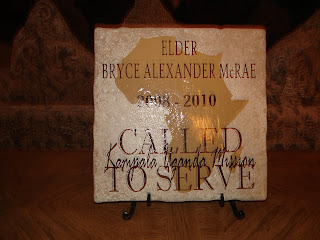 ELDER
BRYCE ALEXANDER McRAE
2008 - 2010
CALLED
Kampala Uganda Mission
TO SERVE